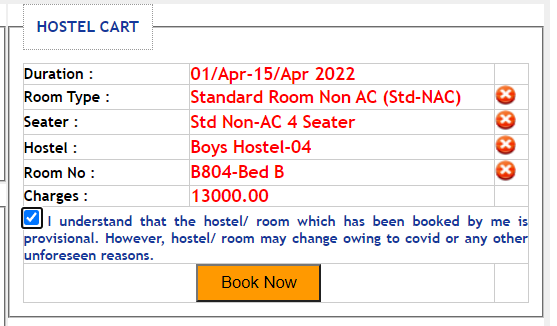 HOSTEL CART
Duration : 01/Apr-15/Apr 2022
Room Type : Standard Room Non AC (Std-NAC)
Seater : Std Non-AC 4 Seater
Hostel : Boys Hostel-04
Room No : B804-Bed B
Charges : 13000.00
I understand that the hostel/ room which has been booked by me is
provisional. However, hostel/ room may change owing to covid or any other
unforeseen reasons.
Book Now